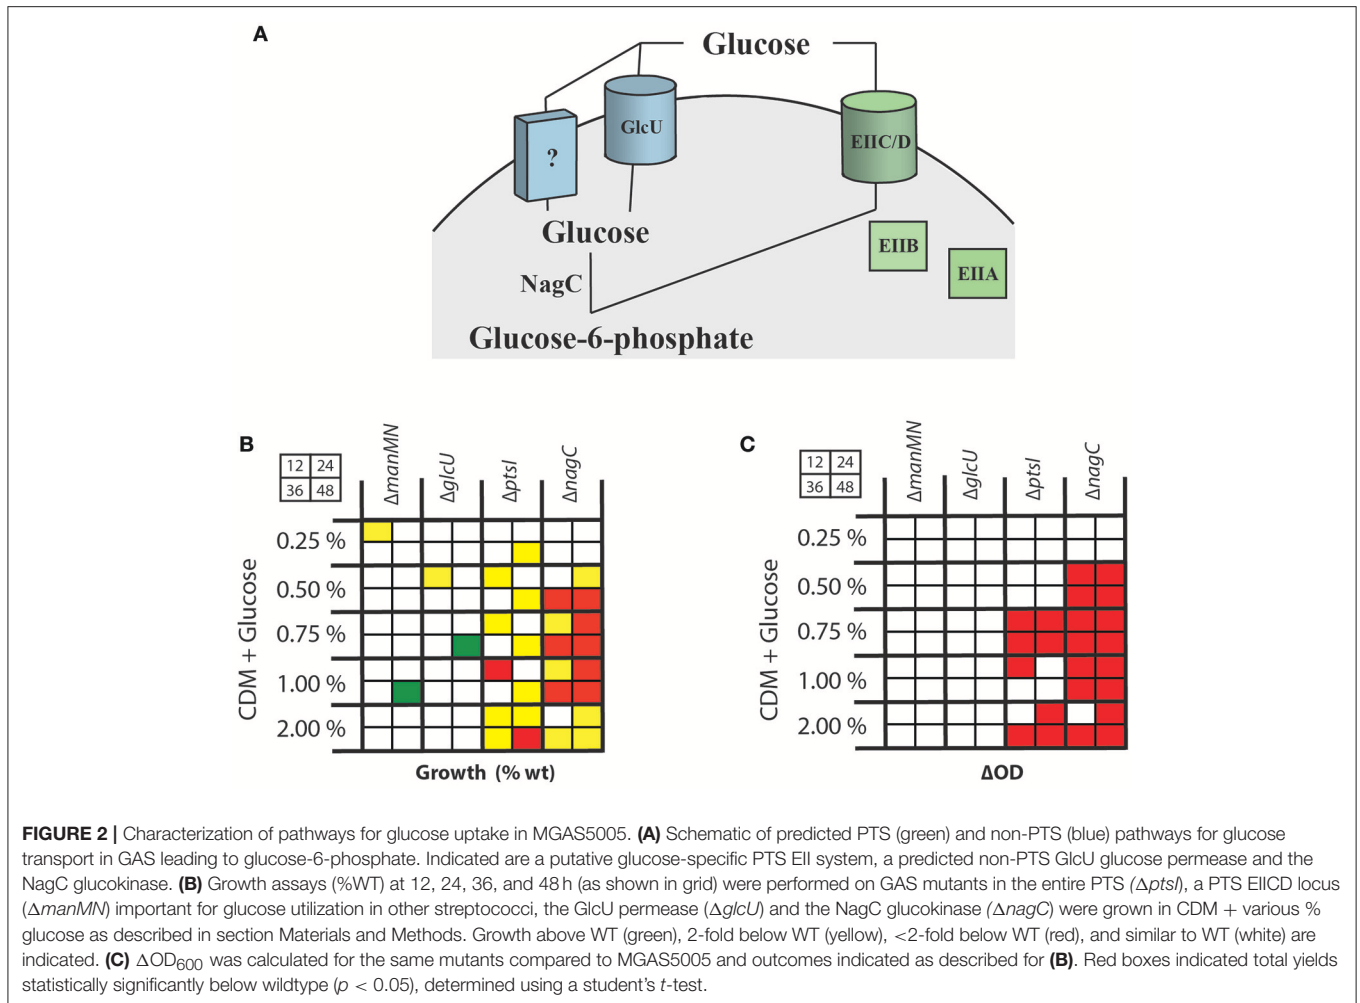 A
Glucose
GlcU
EIIC/D
?
Glucose
EIIB
EIIA
NagC
Glucose-6-phosphate
B
12 24
36 48
ΔmanMN
ΔglcU
ΔptsI
ΔnagC
CDM + Glucose
0.25 %
0.50 %
0.75 %
1.00 %
2.00 %
Growth (% wt)
C
12 24
36 48
ΔmanMN
ΔglcU
ΔptsI
ΔnagC
CDM + Glucose
0.25 %
0.50 %
0.75 %
1.00 %
2.00 %
ΔOD
FIGURE 2 | Characterization of pathways for glucose uptake in MGAS5005. (A) Schematic of predicted PTS (green) and non-PTS (blue) pathways for glucose
transport in GAS leading to glucose-6-phosphate. Indicated are a putative glucose-specific PTS EII system, a predicted non-PTS GlcU glucose permease and the
NagC glucokinase. (B) Growth assays (%WT) at 12, 24, 36, and 48 h (as shown in grid) were performed on GAS mutants in the entire PTS (ΔptsI), a PTS EIICD locus
(ΔmanMN) important for glucose utilization in other streptococci, the GlcU permease (ΔglcU) and the NagC glucokinase (ΔnagC) were grown in CDM + various %
glucose as described in section Materials and Methods. Growth above WT (green), 2-fold below WT (yellow), <2-fold below WT (red), and similar to WT (white) are
indicated. (C) ΔOD600 was calculated for the same mutants compared to MGAS5005 and outcomes indicated as described for (B). Red boxes indicated total yields
statistically significantly below wildtype (p < 0.05), determined using a student's t-test.